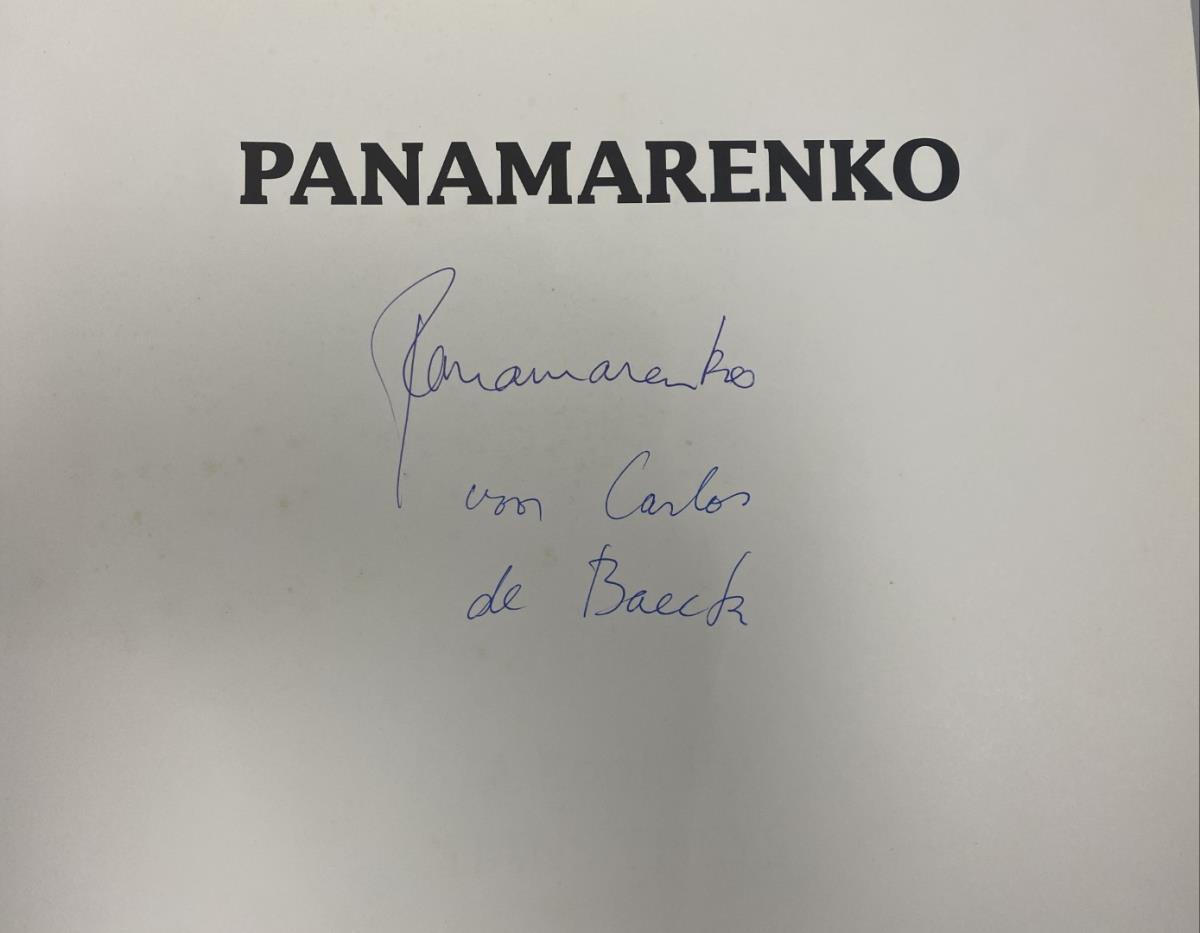 PANAMARENKO
Panamarenko
voor Carlos
de Baeck